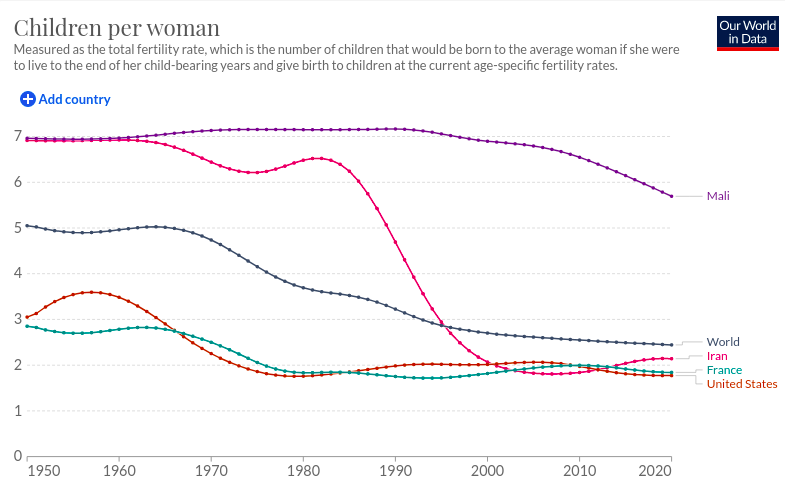 Children per woman
Our World
in Data
Measured as the total fertility rate, which is the number of children that would be born to the average woman if she were
to live to the end of her child-bearing years and give birth to children at the current age-specific fertility rates.
Add country
7
6
5
4
3
2
1
0
Mali
World
Iran
France
United States
1950
1960
1970
1980
1990
2000
2010
2020